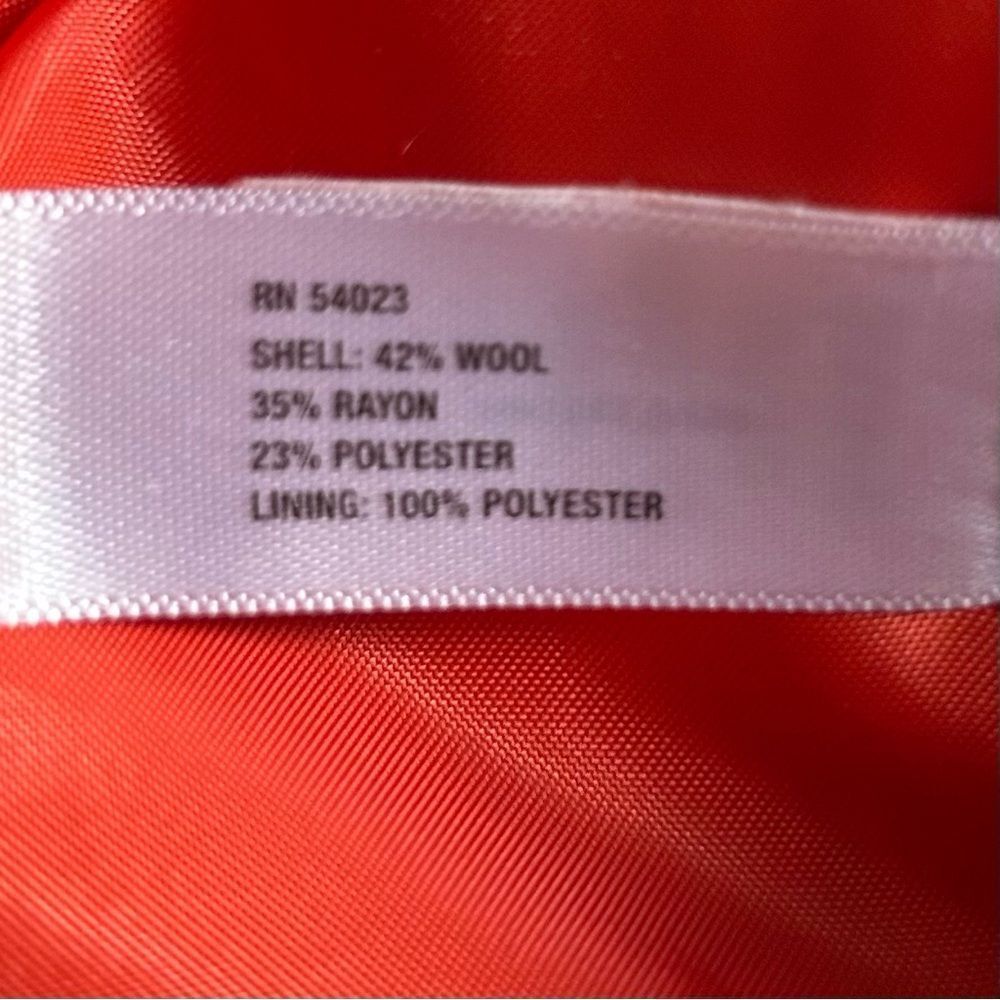 RN 54023
SHELL: 42% WOOL
35% RAYON
23% POLYESTER
LINING: 100% POLYESTER